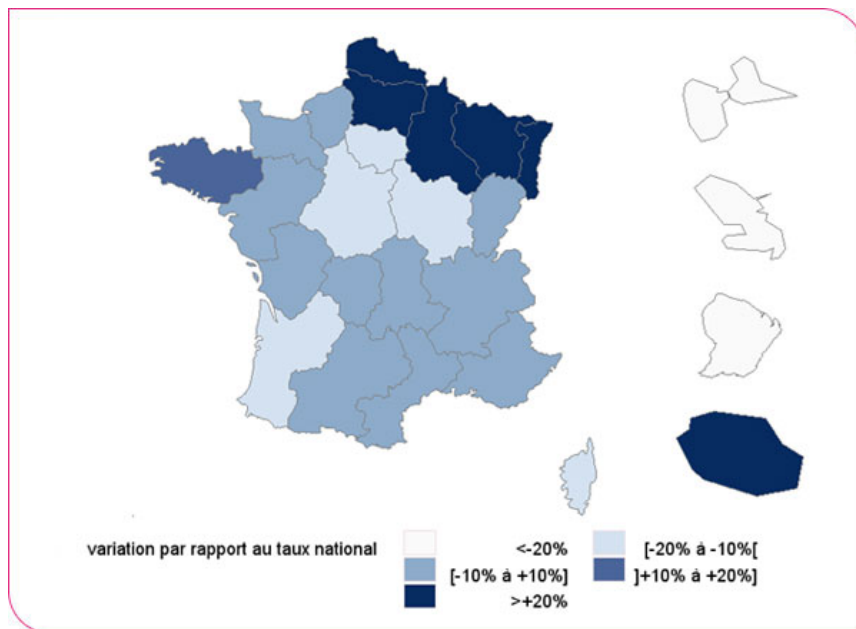 variation par rapport au taux national
<-20%
[-20% à -10%[
[-10% à +10%]
]+10% à +20%]
>+20%